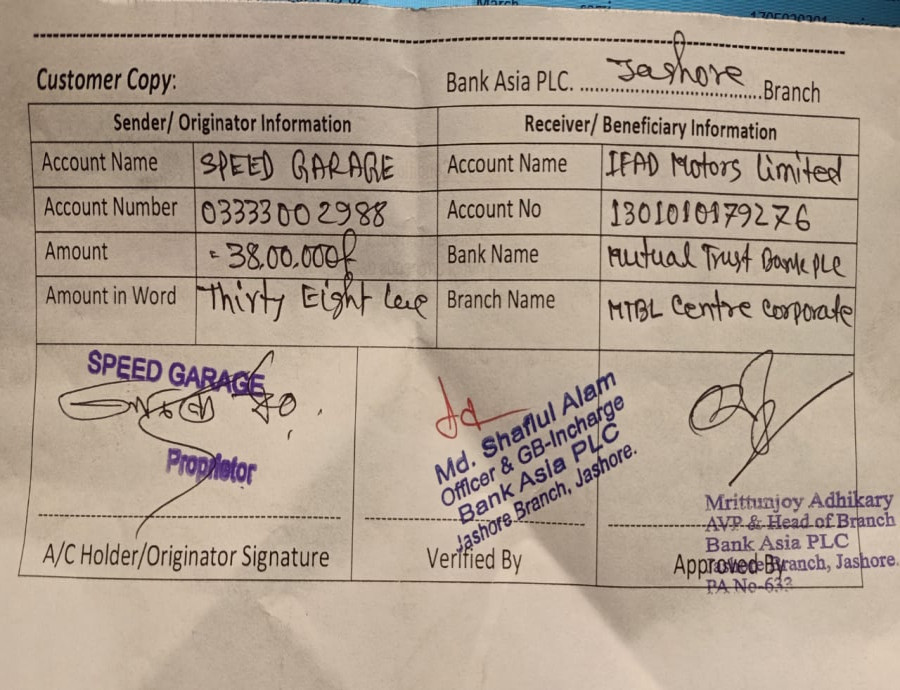 March
Customer Copy:
Bank Asia PLC. Jashore Branch
Sender/ Originator Information
Receiver/ Beneficiary Information
Account Name SPEED GARAGE Account Name IFAD Motors Limited
Account Number 03333002988 Account No 1301010179276
Amount = 38,00,000/ Bank Name Mutual Trust Bank PLC
Amount in Word Thirty Eight Lac Branch Name MTBL Centre Corporate
SPEED GARAGE
Proprietor
A/C Holder/Originator Signature
Md. Shaflul Alam
Officer & GB-Incharge
Bank Asia PLC
Jashore Branch, Jashore.
Verified By
Mrittunjoy Adhikary
AVP & Head of Branch
Bank Asia PLC
Jashore Branch, Jashore.
PA No-633
Approved By